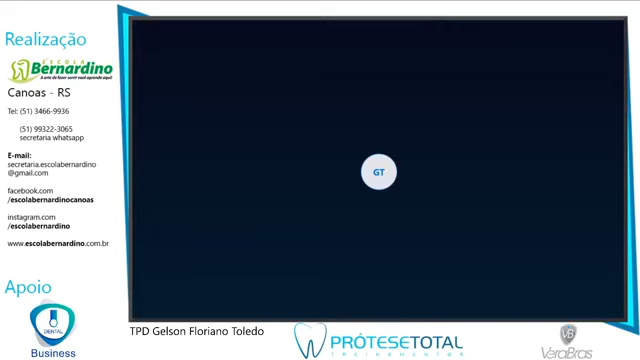 Realização
ESCOLA
Bernardino
A arte de fazer sorrir você aprende aqui!
Canoas - RS
Tel: (51) 3466-9936
(51) 99322-3065
secretaria whatsapp
E-mail:
secretaria.escolabernardino
@gmail.com
facebook.com
/escolabernardinocanoas
instagram.com
/escolabernardino
www.escolabernardino.com.br
Apoio
DENTAL
Business
GT
TPD Gelson Floriano Toledo
PRÓTESETOTAL
TREINAMENTOS
VB
VeraBras